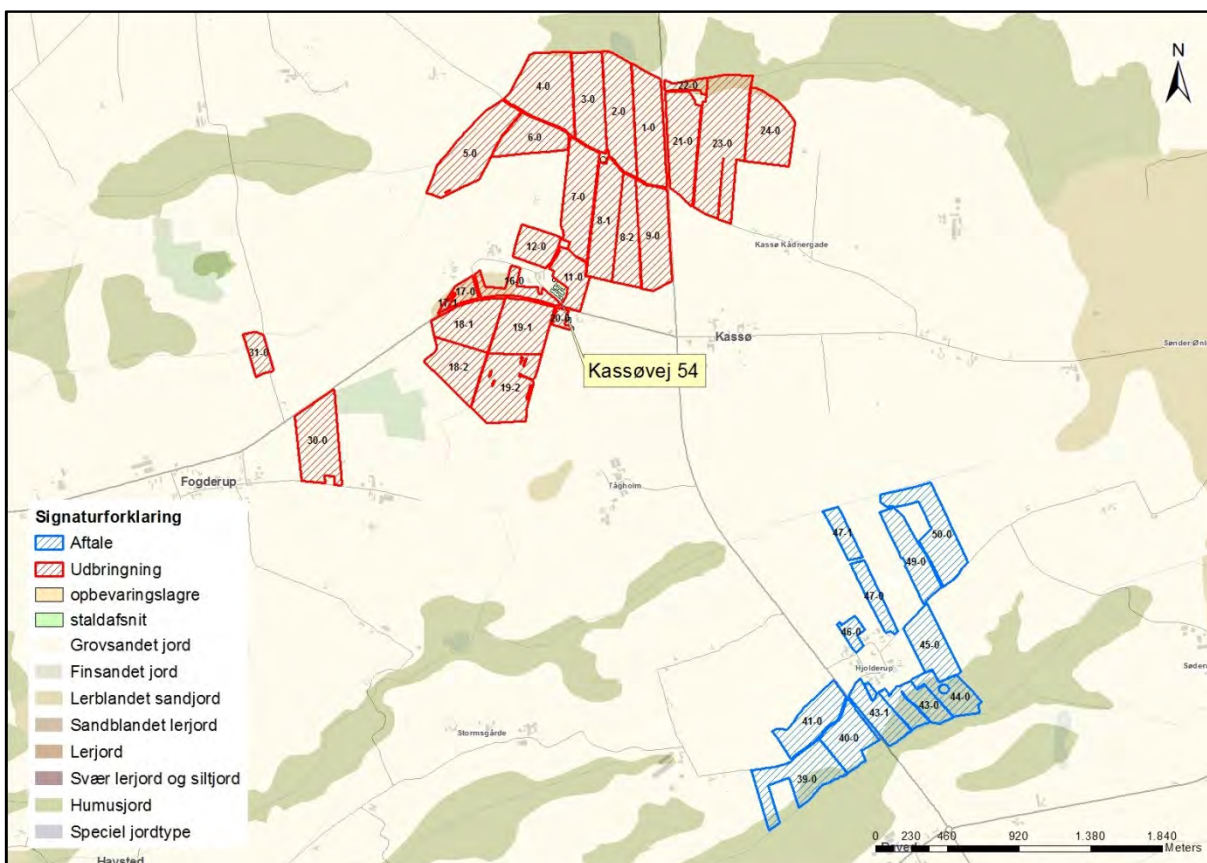 N
4-0
3-0
2-0
1-0
22-0
21-0
23-0
24-0
6-0
5-0
7-0
8-1
8-2
9-0
Kassø Kådnergade
12-0
11-0
16-0
17-0
17-1
20-0
18-1
19-1
Kassø
31-0
18-2
19-2
Kassøvej 54
30-0
Fogderup
Tågholm
47-1
50-0
49-0
47-0
46-0
45-0
Hjolderup
44-0
43-0
43-1
41-0
40-0
39-0
Stormsgårde
Signaturforklaring
Aftale
Udbringning
opbevaringslagre
staldafsnit
Grovsandet jord
Finsandet jord
Lerblandet sandjord
Sandblandet lerjord
Lerjord
Svær lerjord og siltjord
Humusjord
Speciel jordtype
0 230 460 920 1.380 1.840
Meters